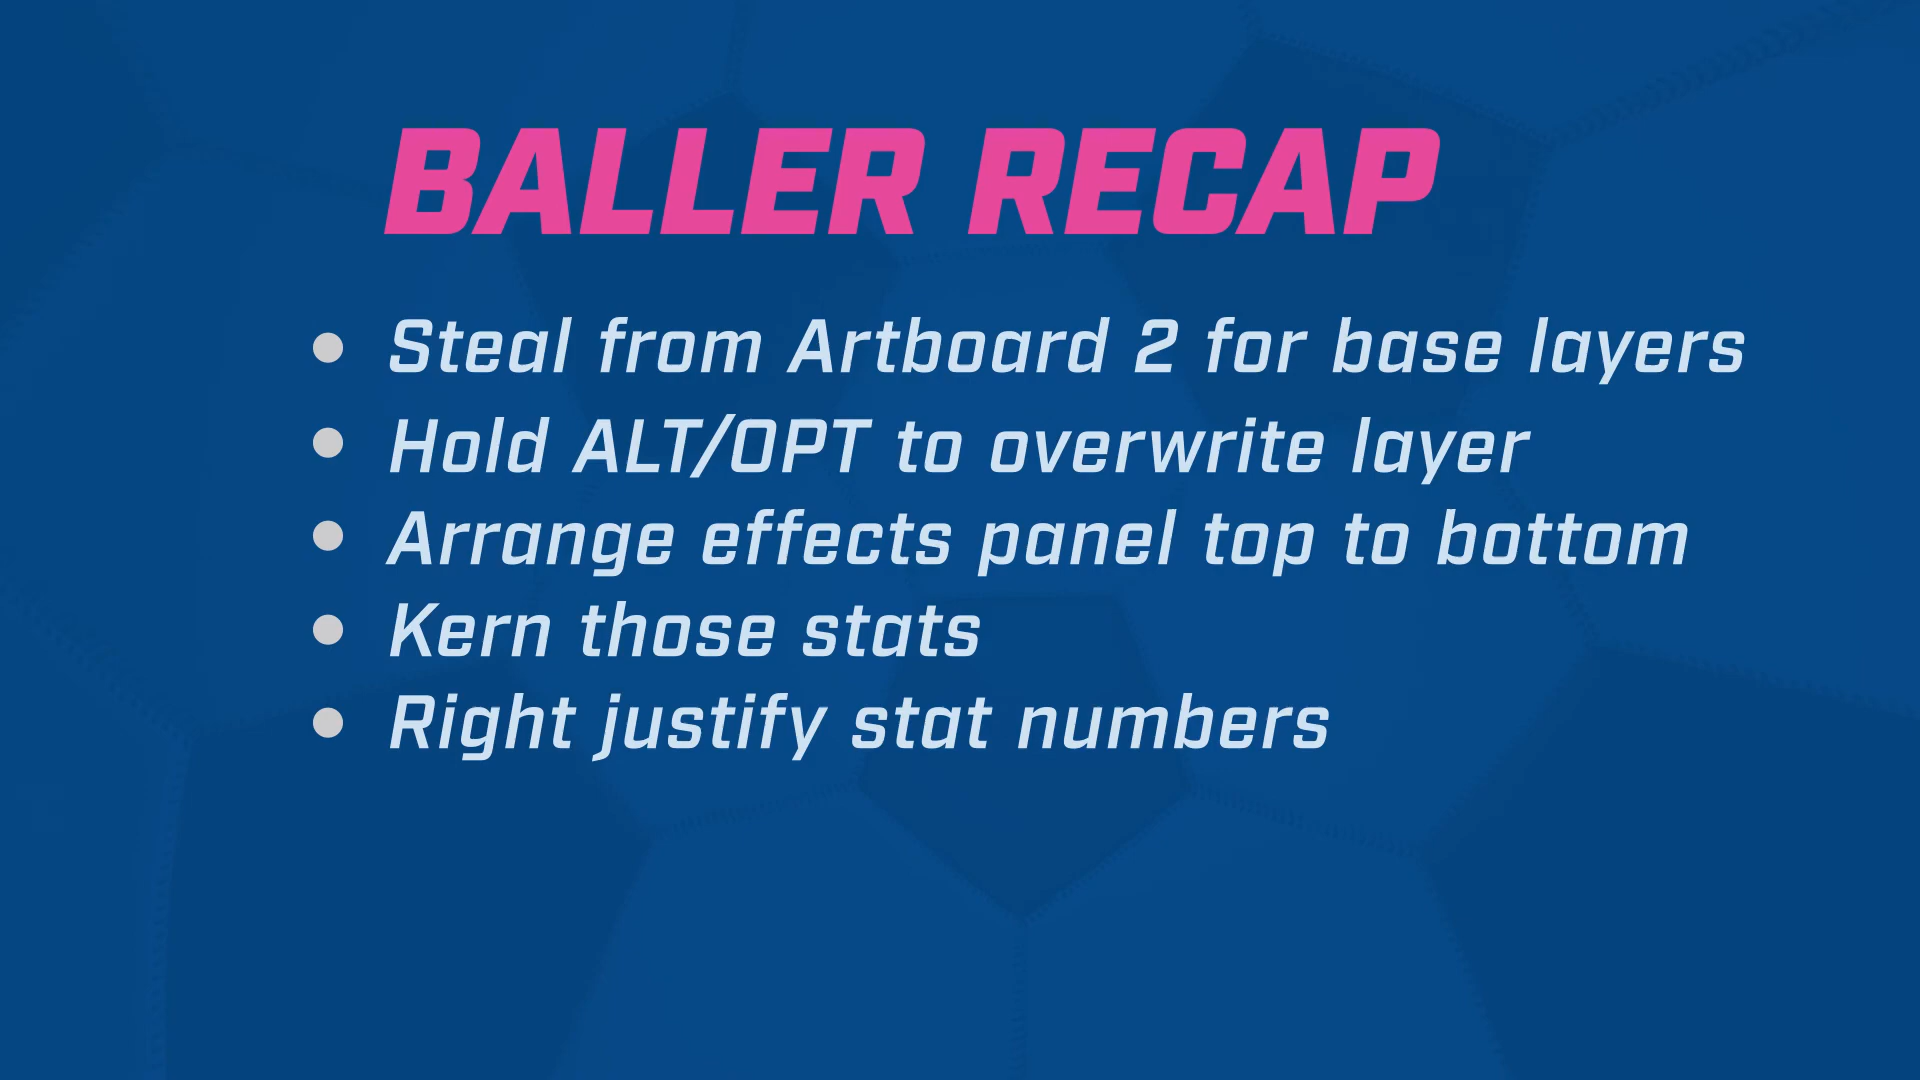 BALLER RECAP
Steal from Artboard 2 for base layers
Hold ALT/OPT to overwrite layer
Arrange effects panel top to bottom
Kern those stats
Right justify stat numbers